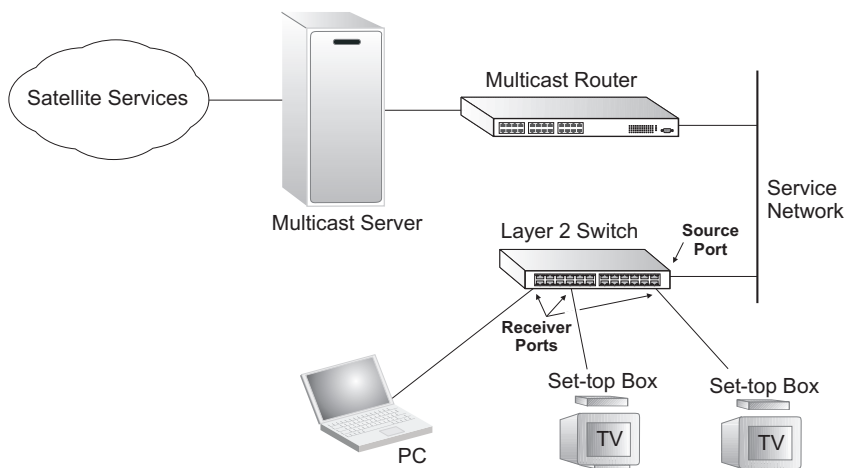 Satellite Services
Multicast Router
Multicast Server
Service
Network
Layer 2 Switch
Source
Port
Receiver
Ports
Set-top Box
Set-top Box
PC
TV
TV